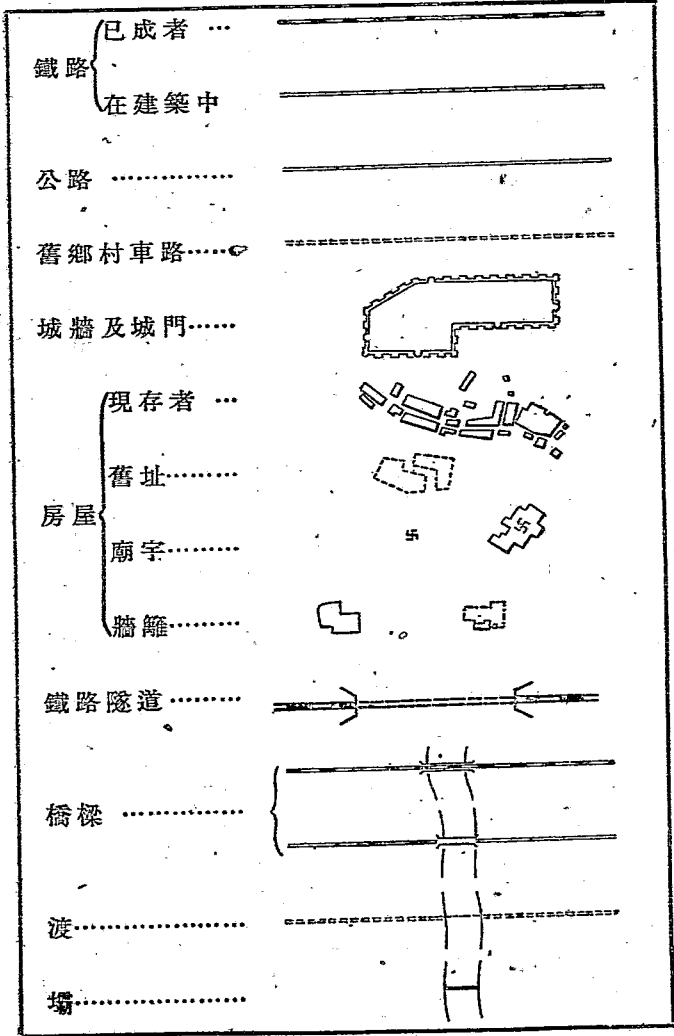 鐵路
已成者 …
在建築中
公路 ……………
舊鄉村車路……
城牆及城門……
房屋
現存者 …
舊址………
廟宇………
牆籬………
鐵路隧道………
橋樑 ……………
渡…………………
壩…………………